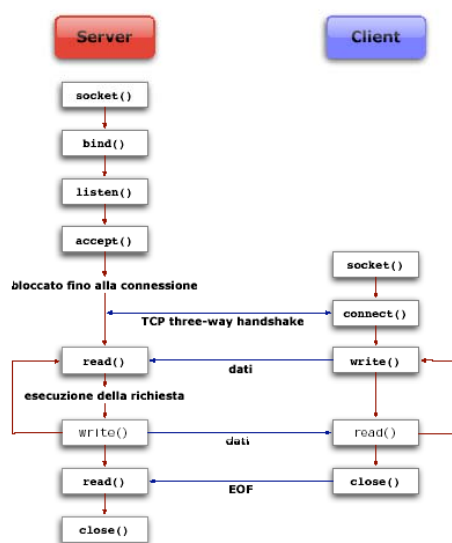 Server
Client
socket()
bind()
listen()
accept()
bloccato fino alla connessione
socket()
TCP three-way handshake
connect()
read()
dati
write()
esecuzione della richiesta
write()
dati
read()
read()
EOF
close()
close()